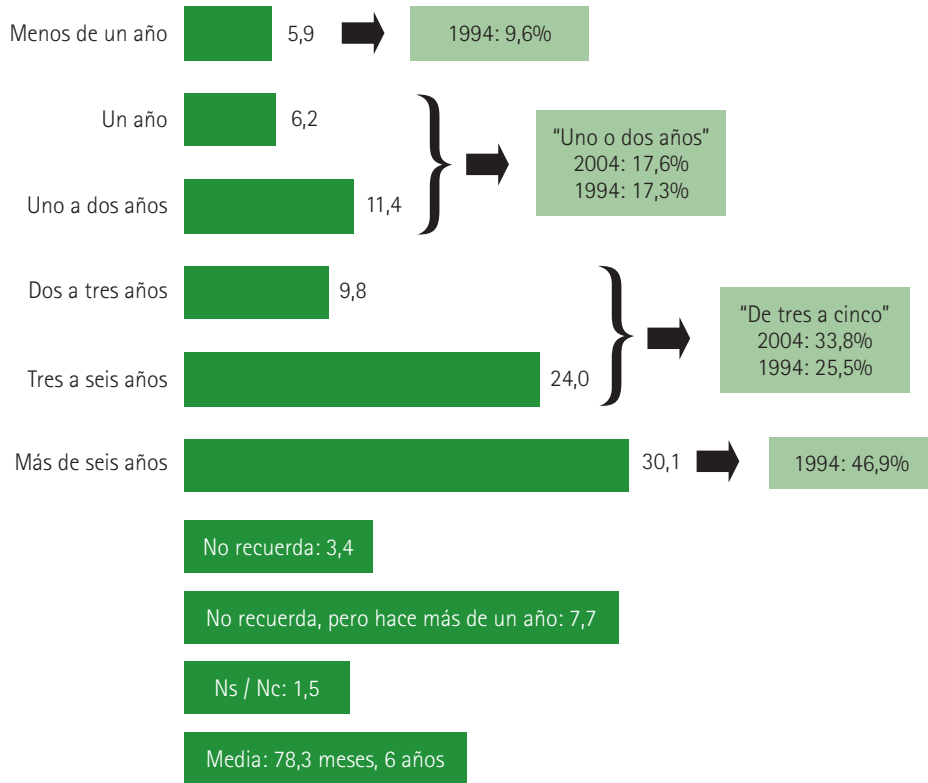 Menos de un año 5,9 1994: 9,6%
Un año 6,2
Uno a dos años 11,4
“Uno o dos años”
2004: 17,6%
1994: 17,3%
Dos a tres años 9,8
Tres a seis años 24,0
“De tres a cinco”
2004: 33,8%
1994: 25,5%
Más de seis años 30,1 1994: 46,9%
No recuerda: 3,4
No recuerda, pero hace más de un año: 7,7
Ns / Nc: 1,5
Media: 78,3 meses, 6 años